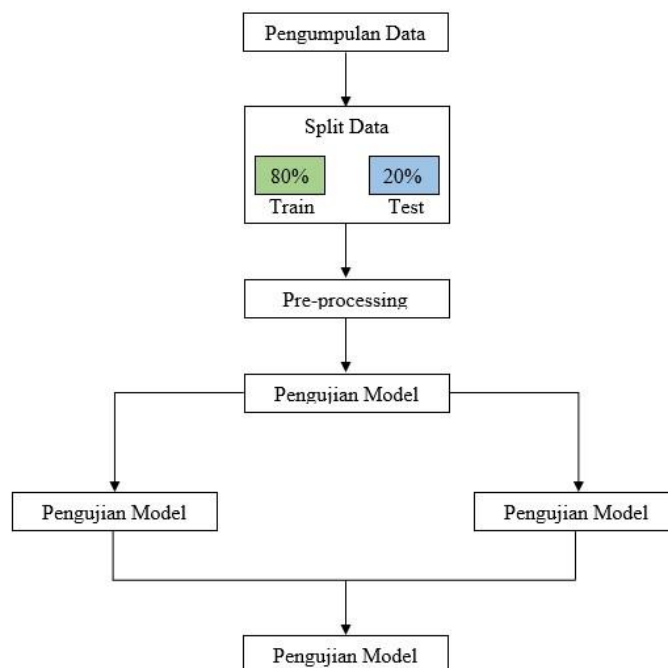 Pengumpulan Data
Split Data
80% 20%
Train Test
Pre-processing
Pengujian Model
Pengujian Model Pengujian Model
Pengujian Model